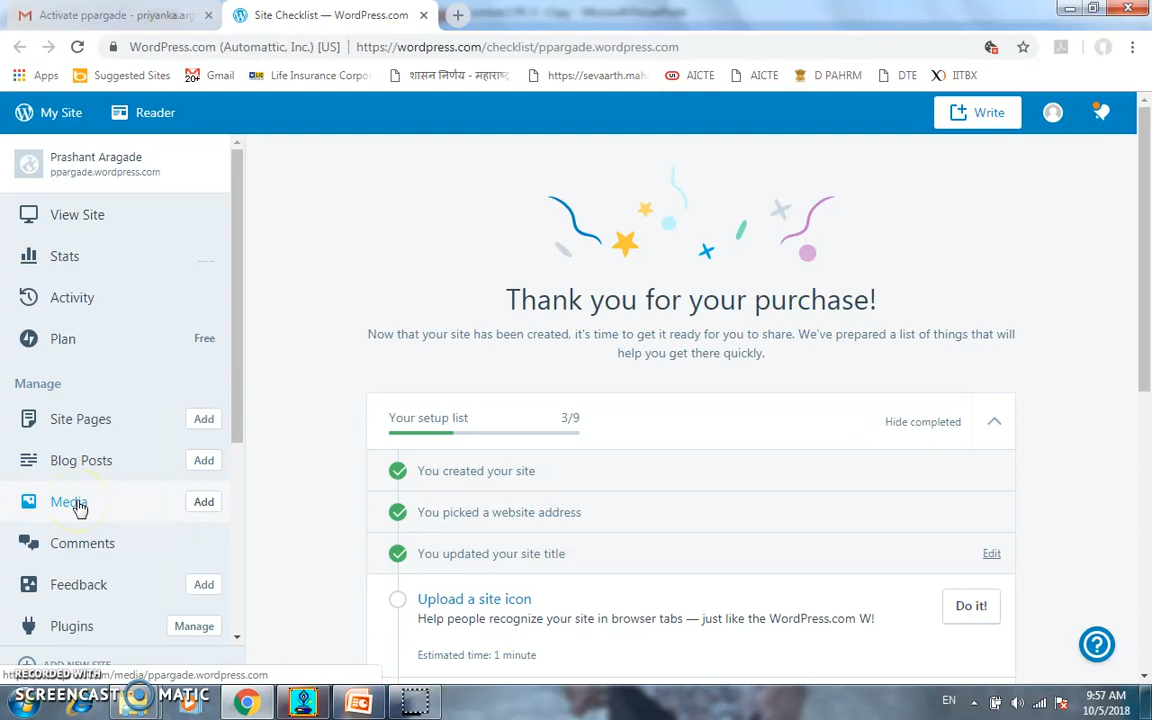 Activate ppargade - priyanka.arg
Site Checklist — WordPress.com
WordPress.com (Automattic, Inc.) [US]
https://wordpress.com/checklist/ppargade.wordpress.com
Apps
Suggested Sites
20+
Gmail
Life Insurance Corpo
शासन निर्णय - महाराष्ट्र
https://sevaarth.mah
AICTE
AICTE
D PAHRM
DTE
IITBX
My Site
Reader
Write
Prashant Aragade
ppargade.wordpress.com
View Site
Stats
Activity
Plan
Free
Manage
Site Pages
Add
Blog Posts
Add
Media
Add
Comments
Feedback
Add
Plugins
Manage
ADD NEW SITE
Thank you for your purchase!
Now that your site has been created, it's time to get it ready for you to share. We've prepared a list of things that will
help you get there quickly.
Your setup list
3/9
Hide completed
You created your site
You picked a website address
You updated your site title
Edit
Upload a site icon
Do it!
Help people recognize your site in browser tabs — just like the WordPress.com W!
Estimated time: 1 minute
m/media/ppargade.wordpress.com
RECORDED WITH
SCREENCAST MATIC
EN
9:57 AM
10/5/2018